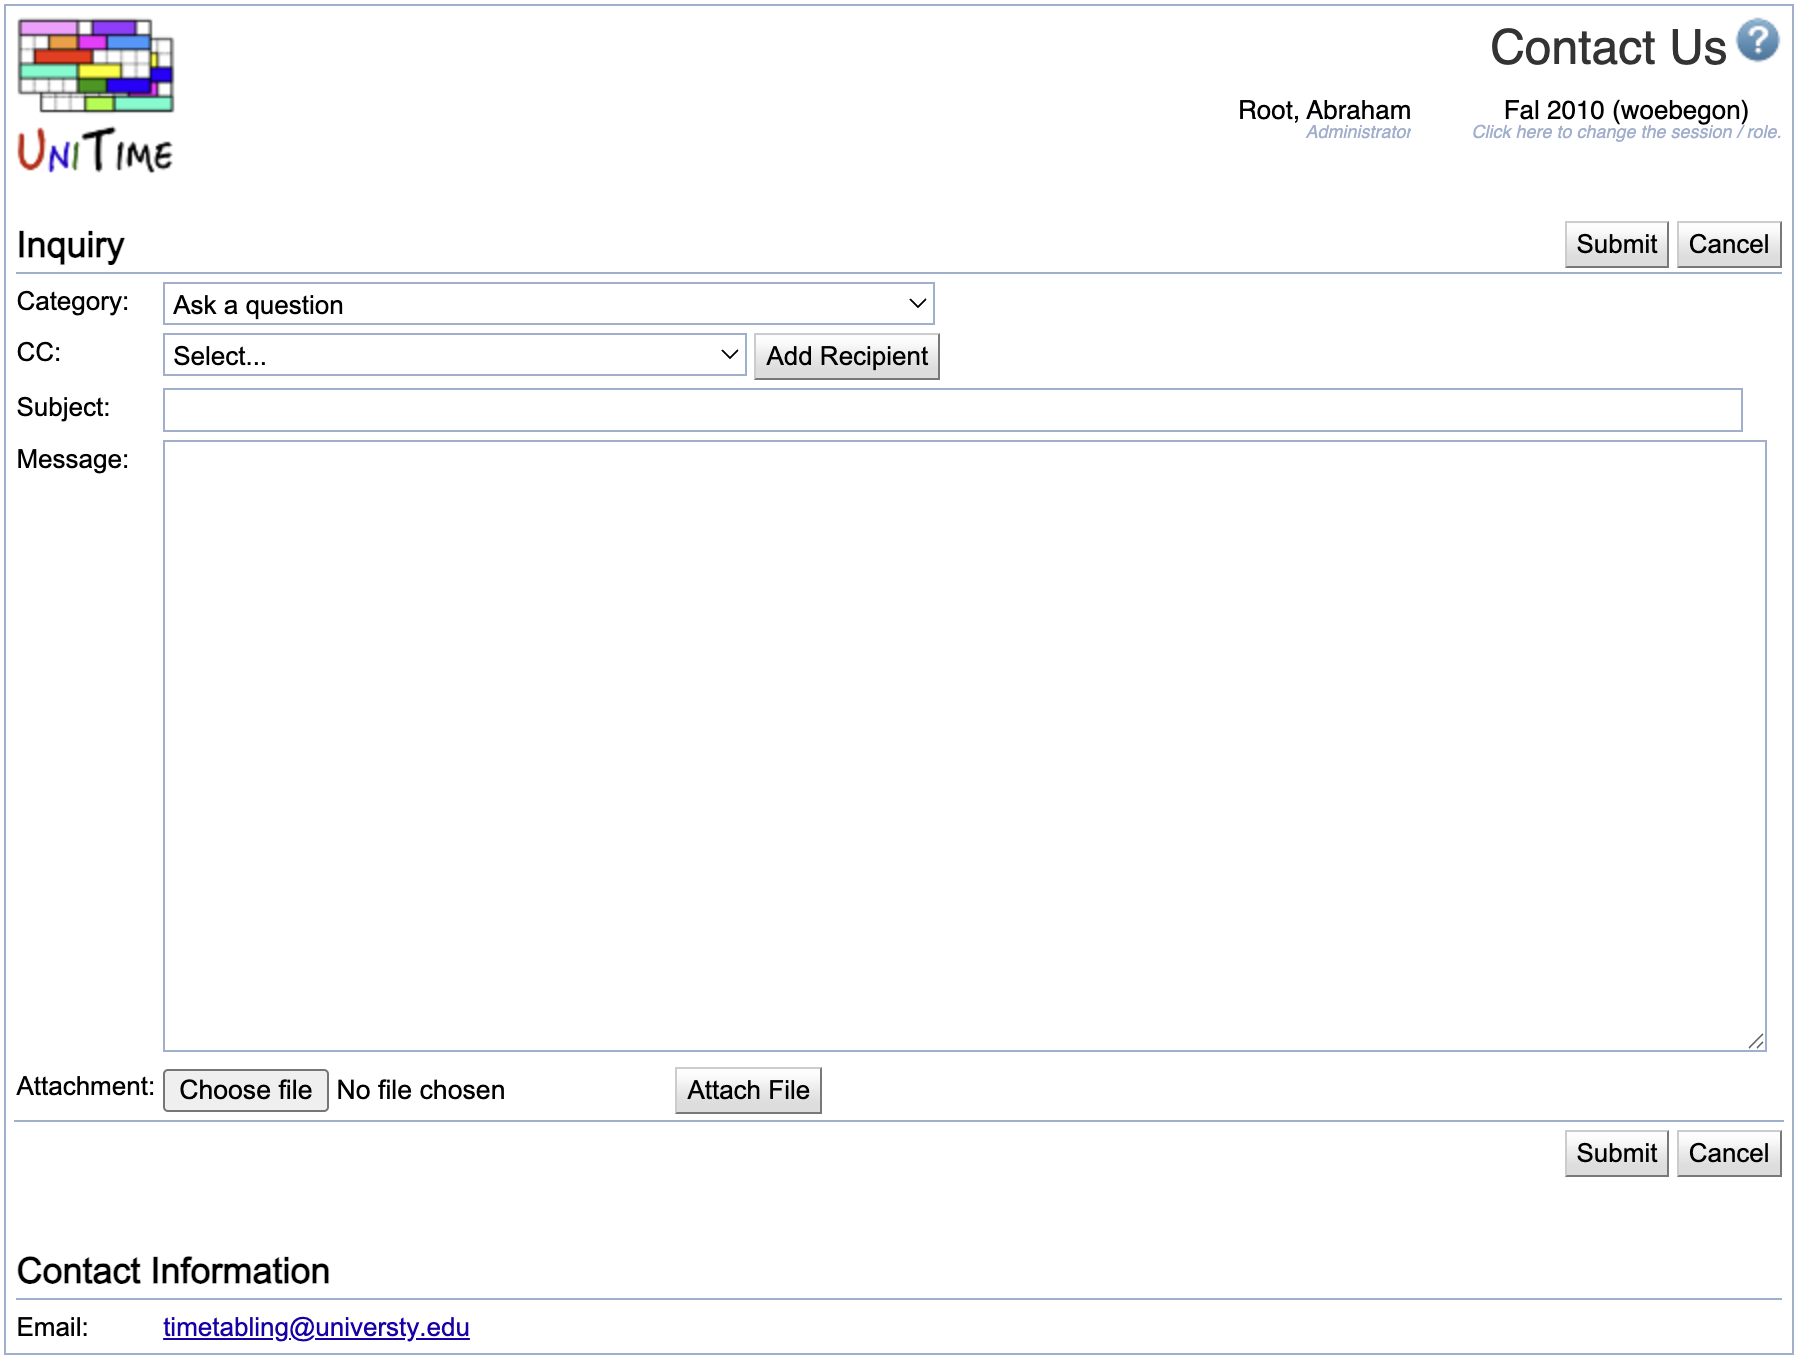 Contact Us ?
UNITIME
Root, Abraham
Administrator
Fal 2010 (woebegon)
Click here to change the session / role.
Inquiry
Submit
Cancel
Category:
Ask a question
CC:
Select...
Add Recipient
Subject:
Message:
Attachment:
Choose file
No file chosen
Attach File
Submit
Cancel
Contact Information
Email:
timetabling@universty.edu